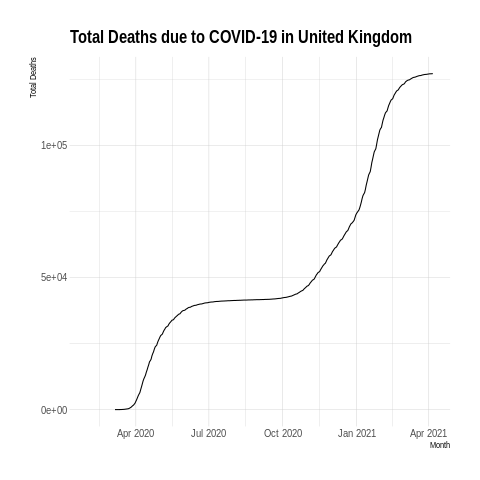 Total Deaths due to COVID-19 in United Kingdom
Total Deaths
1e+05
5e+04
0e+00
Apr 2020 Jul 2020 Oct 2020 Jan 2021 Apr 2021
Month